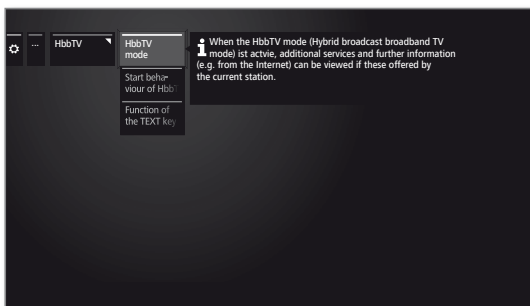 ...
HbbTV
HbbTV
mode
When the HbbTV mode (Hybrid broadcast broadband TV
mode) ist actvie, additional services and further information
(e.g. from the Internet) can be viewed if these offered by
the current station.
Start beha-
viour of HbbT
Function of
the TEXT key